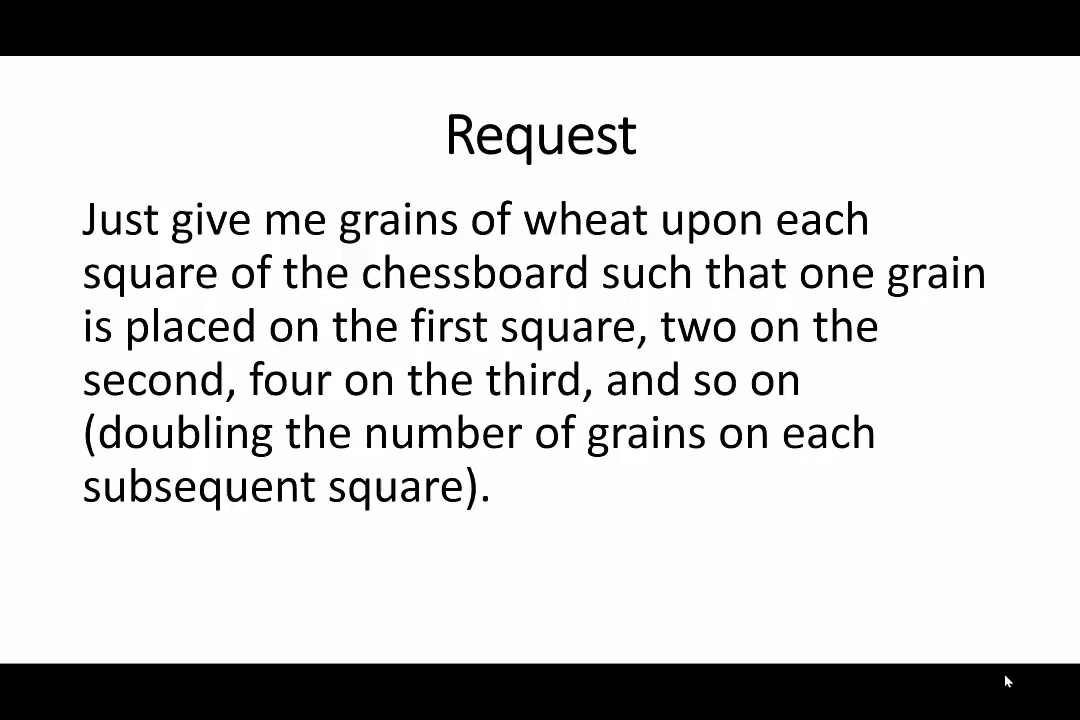 Request
Just give me grains of wheat upon each
square of the chessboard such that one grain
is placed on the first square, two on the
second, four on the third, and so on
(doubling the number of grains on each
subsequent square).